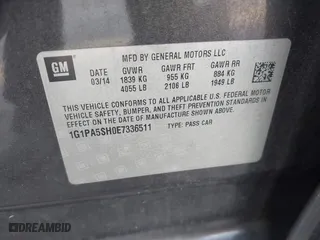 GM
MFD BY GENERAL MOTORS LLC
DATE GVWR GAWR FRT GAWR RR
03/14 1839 KG 955 KG 884 KG
4055 LB 2106 LB 1949 LB
THIS VEHICLE CONFORMS TO ALL APPLICABLE U.S. FEDERAL MOTOR VEHICLE
SAFETY, BUMPER, AND THEFT PREVENTION STANDARDS
IN EFFECT ON THE DATE OF MANUFACTURE SHOWN ABOVE.
1G1PA5SH0E7336511
TYPE: PASS CAR
DREAMBID